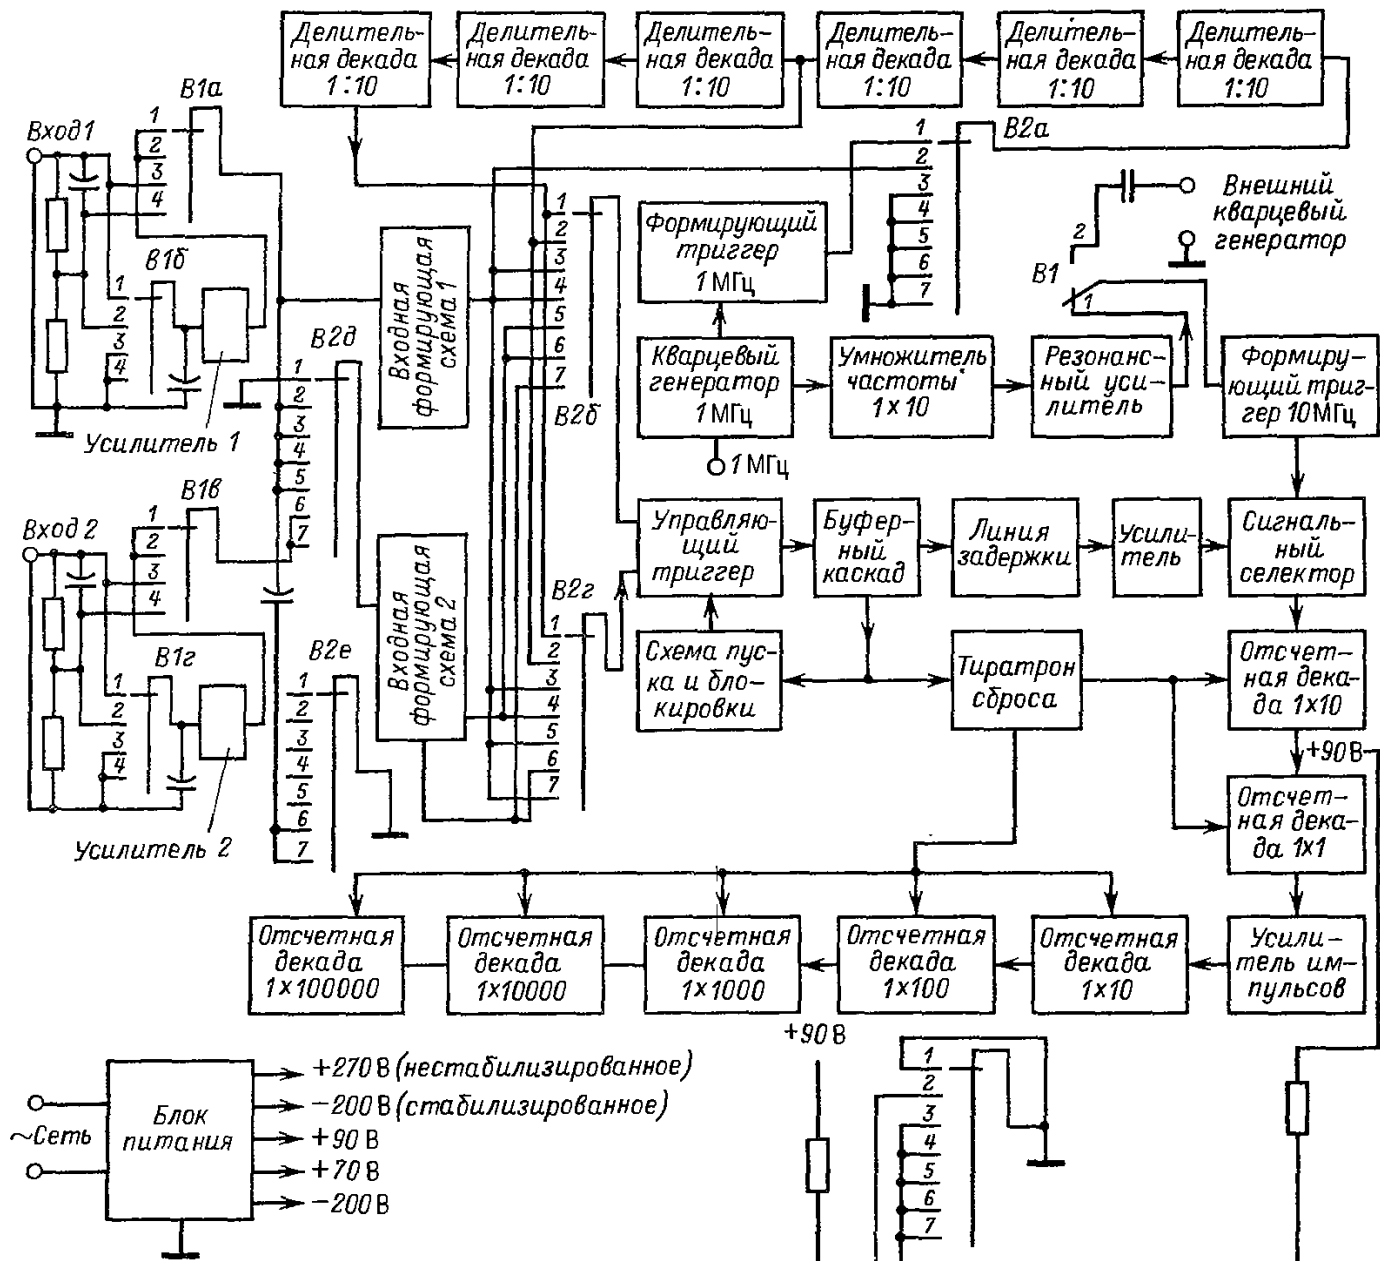 Делитель-
ная декада
1:10
Делитель-
ная декада
1:10
Делитель-
ная декада
1:10
Делитель-
ная декада
1:10
Делитель-
ная декада
1:10
Делитель-
ная декада
1:10
В1а
1
2
3
4
Вход 1
В1б
1
2
3
4
Усилитель 1
В2д
1
2
3
4
5
6
7
Входная
формирующая
схема 1
1
2
3
4
5
6
7
В2б
Формирующий
триггер
1 МГц
1
2
3
4
5
6
7
В2а
Внешний
кварцевый
генератор
2
В1
1
Кварцевый
генератор
1 МГц
1 МГц
Умножитель
частоты
1×10
Резонанс-
ный уси-
литель
Формиру-
ющий триг-
гер 10 МГц
В1в
1
2
3
4
Вход 2
В1г
1
2
3
4
Усилитель 2
В2е
1
2
3
4
5
6
7
Входная
формирующая
схема 2
В2г
1
2
3
4
5
6
7
Управляю-
щий
триггер
Буфер-
ный
каскад
Линия
задержки
Усили-
тель
Сигналь-
ный
селектор
Схема пус-
ка и бло-
кировки
Тиратрон
сброса
Отсчет-
ная дека-
да 1×10
+90 В
Отсчет-
ная дека-
да 1×1
Отсчетная
декада
1×100000
Отсчетная
декада
1×10000
Отсчетная
декада
1×1000
Отсчетная
декада
1×100
Отсчетная
декада
1×10
Усили-
тель им-
пульсов
~Сеть
Блок
питания
+270 В (нестабилизированное)
−200 В (стабилизированное)
+90 В
+70 В
−200 В
+90 В
1
2
3
4
5
6
7